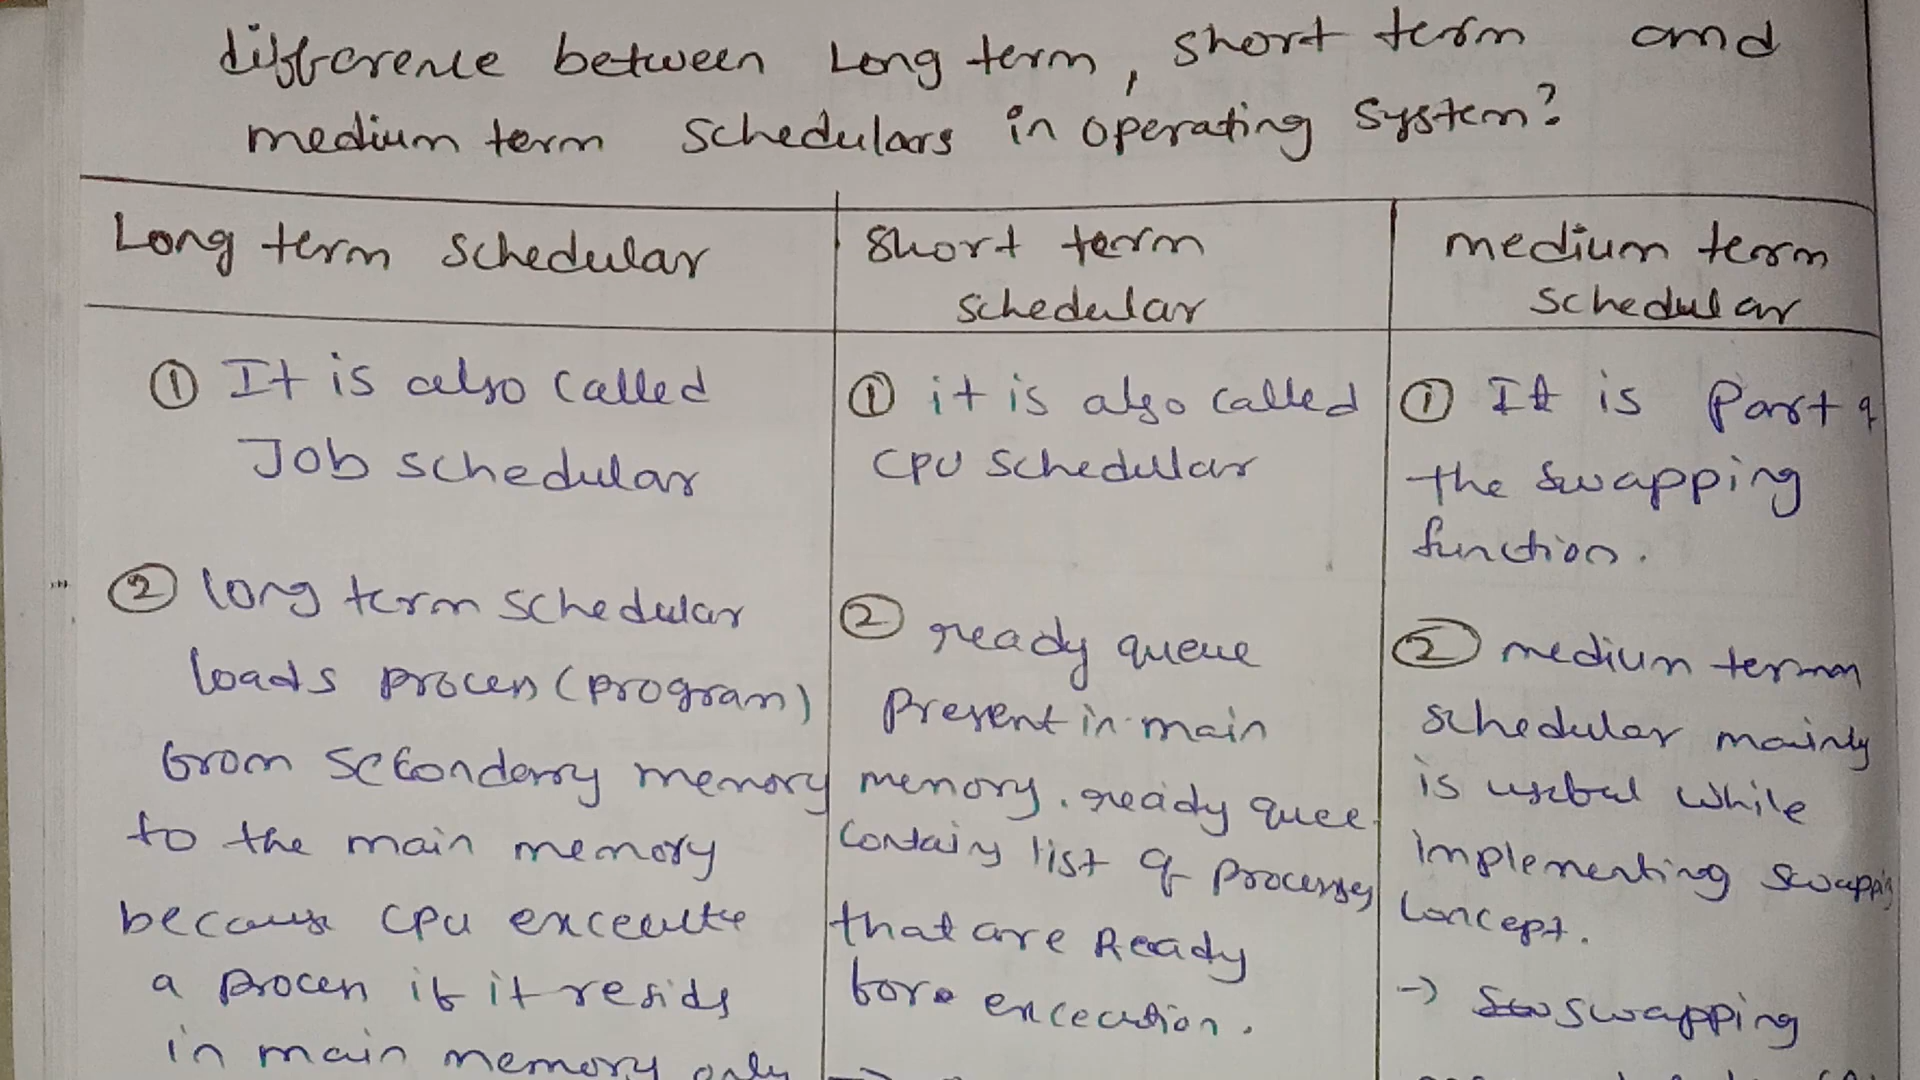 difference between Long term, short term and
medium term schedulars in operating system?
Long term schedular
① It is also called
Job schedular
② long term schedular
loads process (program)
from secondary memory
to the main memory
because cpu excecute
a process if it resids
in main memory only
short term
schedular
① it is also called
CPU schedular
② ready queue
present in main
memory. ready quee
contains list of processes
that are Ready
for excecution.
medium term
schedular
① It is Part of
the swapping
function.
② medium term
schedular mainly
is useful while
implementing swapping
concept.
→ swapping